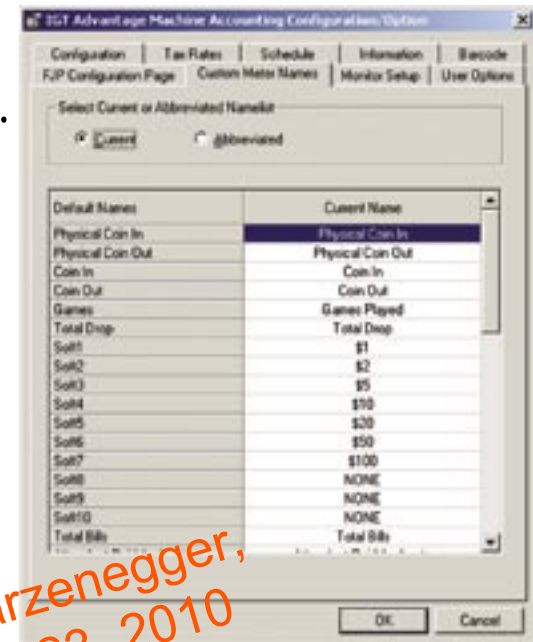 IGT Advantage Machine Accounting Configuration/Option
Configuration Tax Rates Schedule Information Barcode
FJP Configuration Page Custom Meter Names Monitor Setup User Options
Select Current or Abbreviated Namelist
Current Abbreviated
Default Names Current Name
Physical Coin In Physical Coin In
Physical Coin Out Physical Coin Out
Coin In Coin In
Coin Out Coin Out
Games Games Played
Total Drop Total Drop
Soft1 $1
Soft2 $2
Soft3 $5
Soft4 $10
Soft5 $20
Soft6 $50
Soft7 $100
Soft8 NONE
Soft9 NONE
Soft10 NONE
Total Bills Total Bills
rzenegger,
2010
OK Cancel